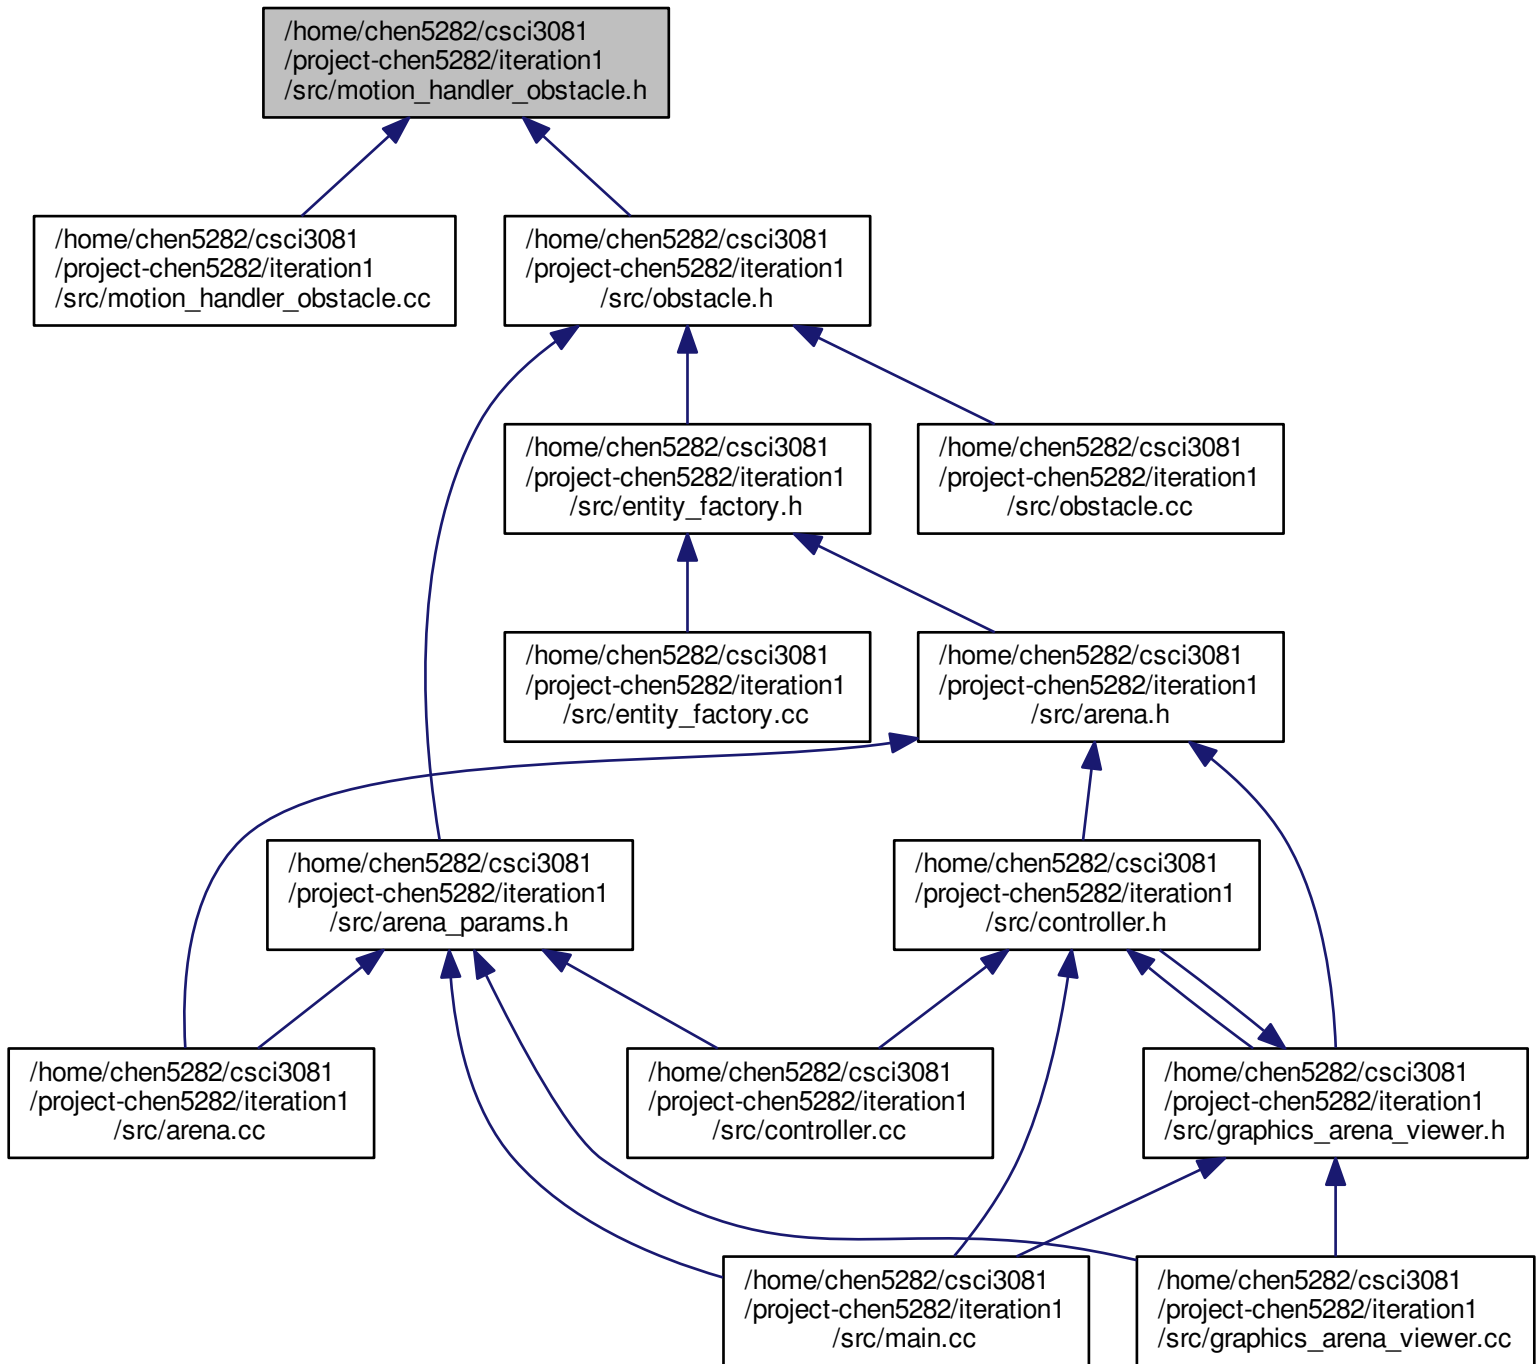 /home/chen5282/csci3081
/project-chen5282/iteration1
/src/motion_handler_obstacle.h
/home/chen5282/csci3081
/project-chen5282/iteration1
/src/motion_handler_obstacle.cc
/home/chen5282/csci3081
/project-chen5282/iteration1
/src/obstacle.h
/home/chen5282/csci3081
/project-chen5282/iteration1
/src/entity_factory.h
/home/chen5282/csci3081
/project-chen5282/iteration1
/src/obstacle.cc
/home/chen5282/csci3081
/project-chen5282/iteration1
/src/entity_factory.cc
/home/chen5282/csci3081
/project-chen5282/iteration1
/src/arena.h
/home/chen5282/csci3081
/project-chen5282/iteration1
/src/arena_params.h
/home/chen5282/csci3081
/project-chen5282/iteration1
/src/controller.h
/home/chen5282/csci3081
/project-chen5282/iteration1
/src/arena.cc
/home/chen5282/csci3081
/project-chen5282/iteration1
/src/controller.cc
/home/chen5282/csci3081
/project-chen5282/iteration1
/src/graphics_arena_viewer.h
/home/chen5282/csci3081
/project-chen5282/iteration1
/src/main.cc
/home/chen5282/csci3081
/project-chen5282/iteration1
/src/graphics_arena_viewer.cc